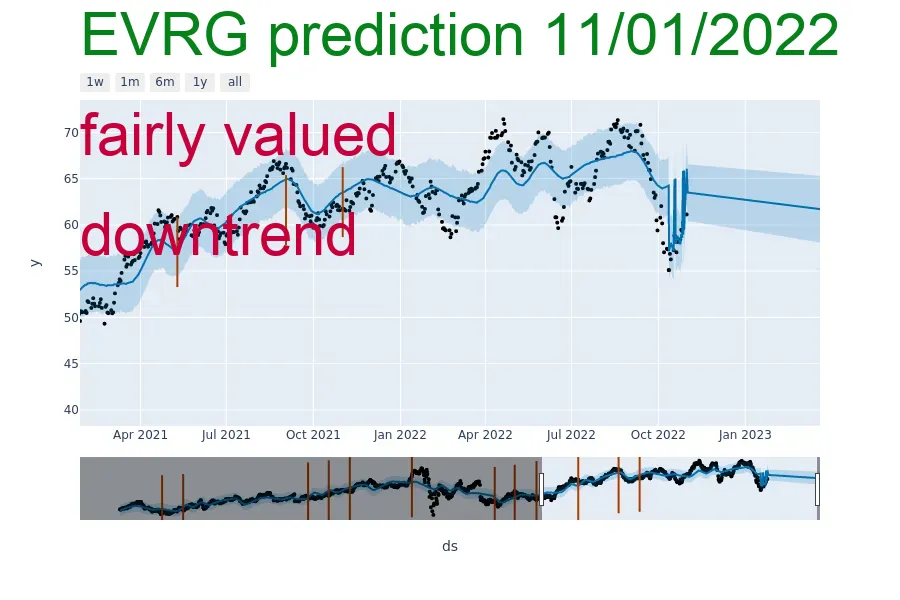 EVRG prediction 11/01/2022
1w 1m 6m 1y all
fairly valued
downtrend
y
70
65
60
55
50
45
40
Apr 2021 Jul 2021 Oct 2021 Jan 2022 Apr 2022 Jul 2022 Oct 2022 Jan 2023
ds